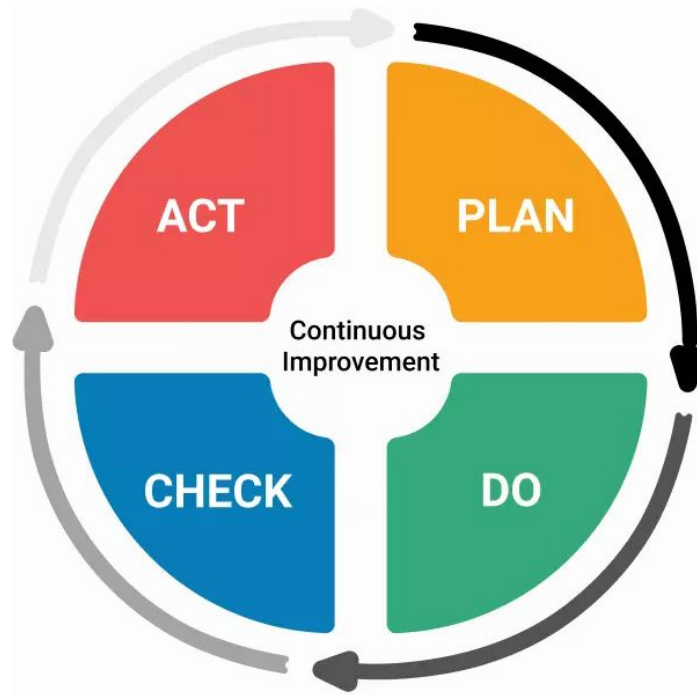 ACT
PLAN
Continuous
Improvement
CHECK
DO